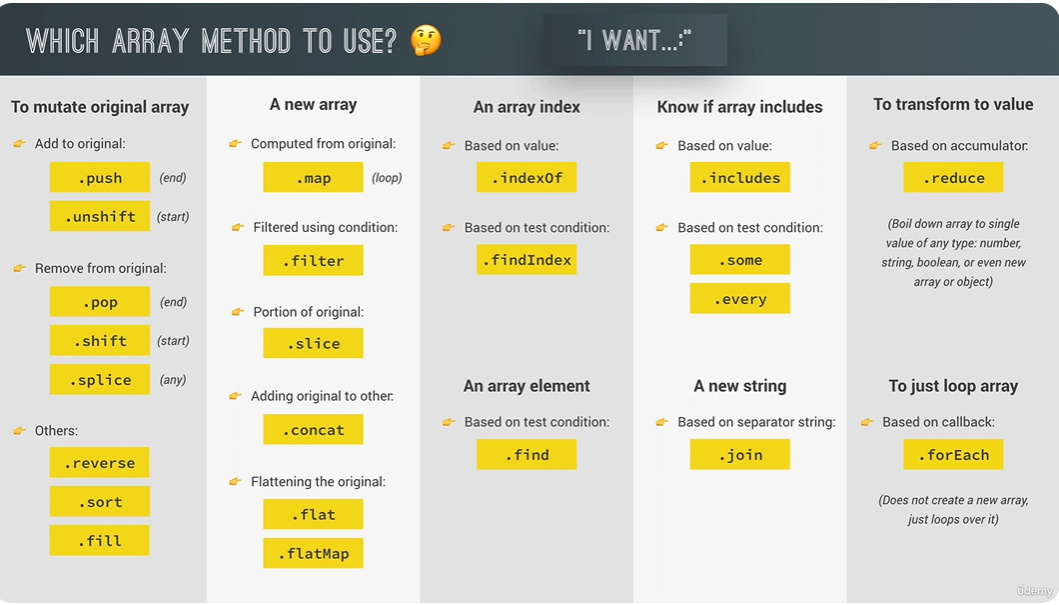 WHICH ARRAY METHOD TO USE? 🤔
"I WANT...:"
To mutate original array
👉 Add to original:
.push (end)
.unshift (start)
👉 Remove from original:
.pop (end)
.shift (start)
.splice (any)
👉 Others:
.reverse
.sort
.fill
A new array
👉 Computed from original:
.map (loop)
👉 Filtered using condition:
.filter
👉 Portion of original:
.slice
👉 Adding original to other:
.concat
👉 Flattening the original:
.flat
.flatMap
An array index
👉 Based on value:
.indexOf
👉 Based on test condition:
.findIndex
An array element
👉 Based on test condition:
.find
Know if array includes
👉 Based on value:
.includes
👉 Based on test condition:
.some
.every
A new string
👉 Based on separator string:
.join
To transform to value
👉 Based on accumulator:
.reduce
(Boil down array to single
value of any type: number,
string, boolean, or even new
array or object)
To just loop array
👉 Based on callback:
.forEach
(Does not create a new array,
just loops over it)
ûdemy